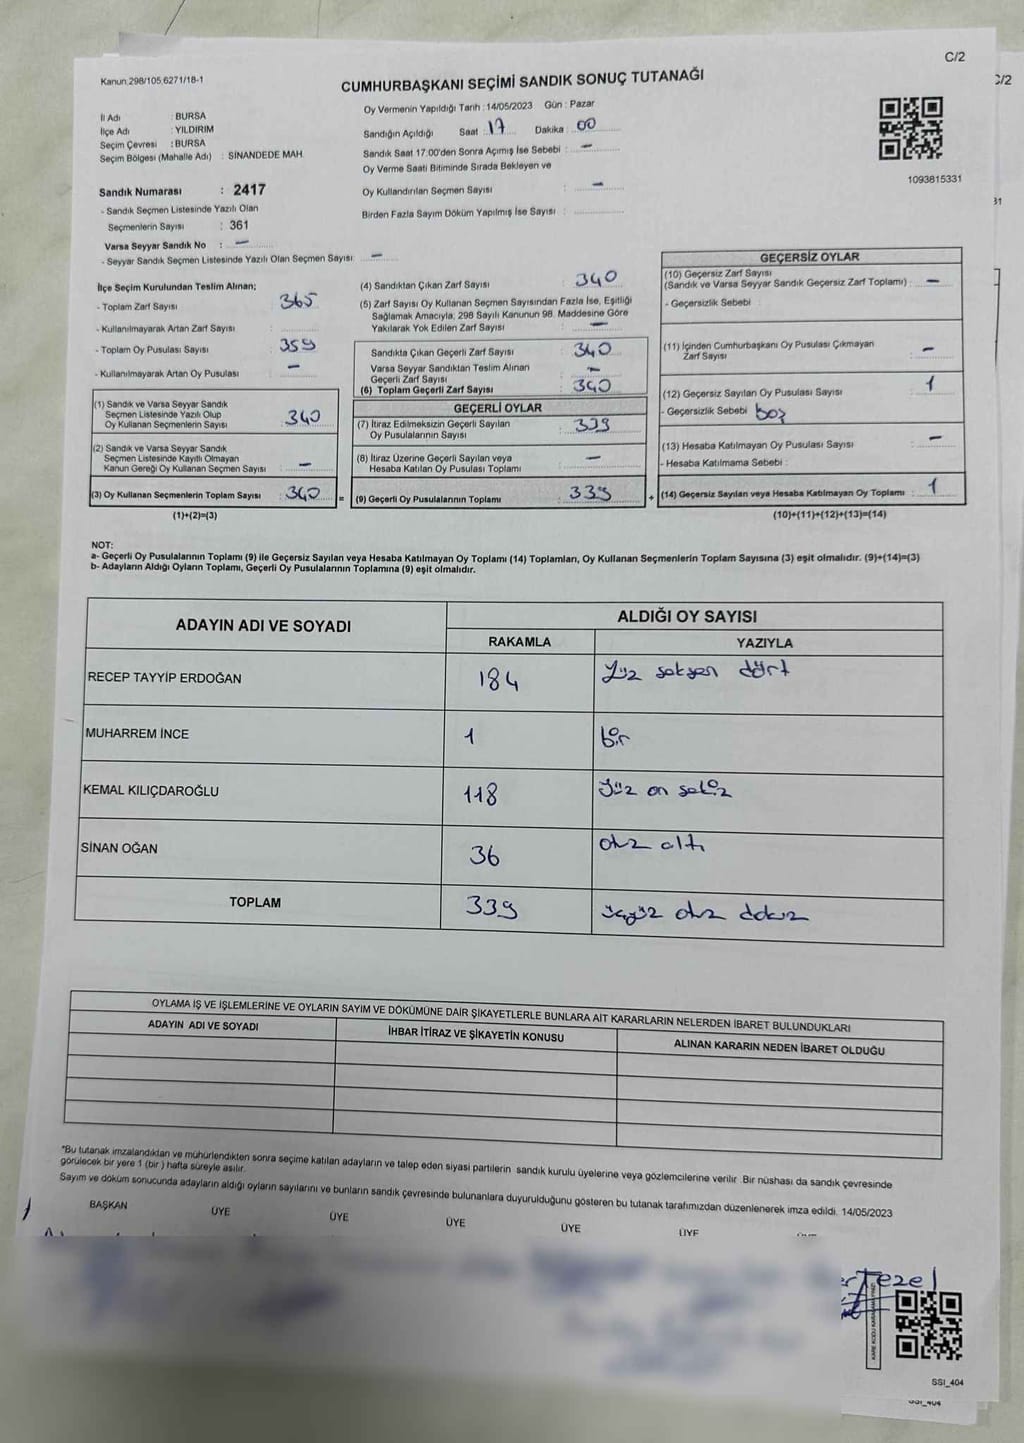 C/2
Kanun:298/105,6271/18-1
CUMHURBAŞKANI SEÇİMİ SANDIK SONUÇ TUTANAĞI
Oy Vermenin Yapıldığı Tarih :14/05/2023 Gün : Pazar
İl Adı : BURSA
İlçe Adı : YILDIRIM
Seçim Çevresi : BURSA
Seçim Bölgesi (Mahalle Adı) : SİNANDEDE MAH.
Sandığın Açıldığı Saat : 17 Dakika : 00
Sandık Saat 17:00'den Sonra Açımış İse Sebebi : -
Oy Verme Saati Bitiminde Sırada Bekleyen ve
Oy Kullandırılan Seçmen Sayısı : -
Birden Fazla Sayım Döküm Yapılmış İse Sayısı :
1093815331
Sandık Numarası : 2417
- Sandık Seçmen Listesinde Yazılı Olan
Seçmenlerin Sayısı : 361
Varsa Seyyar Sandık No : -
- Seyyar Sandık Seçmen Listesinde Yazılı Olan Seçmen Sayısı : -
İlçe Seçim Kurulundan Teslim Alınan;
- Toplam Zarf Sayısı : 365
- Kullanılmayarak Artan Zarf Sayısı :
- Toplam Oy Pusulası Sayısı : 359
- Kullanılmayarak Artan Oy Pusulası : -
(1) Sandık ve Varsa Seyyar Sandık
Seçmen Listesinde Yazılı Olup
Oy Kullanan Seçmenlerin Sayısı : 340
(2) Sandık ve Varsa Seyyar Sandık
Seçmen Listesinde Kayıtlı Olmayan
Kanun Gereği Oy Kullanan Seçmen Sayısı : -
(3) Oy Kullanan Seçmenlerin Toplam Sayısı : 340
(1)+(2)=(3)
(4) Sandıktan Çıkan Zarf Sayısı : 340
(5) Zarf Sayısı Oy Kullanan Seçmen Sayısından Fazla İse, Eşitliği
Sağlamak Amacıyla, 298 Sayılı Kanunun 98. Maddesine Göre
Yakılarak Yok Edilen Zarf Sayısı : -
Sandıkta Çıkan Geçerli Zarf Sayısı : 340
Varsa Seyyar Sandıktan Teslim Alınan
Geçerli Zarf Sayısı : -
(6) Toplam Geçerli Zarf Sayısı : 340
GEÇERLİ OYLAR
(7) İtiraz Edilmeksizin Geçerli Sayılan
Oy Pusulalarının Sayısı : 339
(8) İtiraz Üzerine Geçerli Sayılan veya
Hesaba Katılan Oy Pusulası Toplamı : -
= (9) Geçerli Oy Pusulalarının Toplamı : 339
GEÇERSİZ OYLAR
(10) Geçersiz Zarf Sayısı
(Sandık ve Varsa Seyyar Sandık Geçersiz Zarf Toplamı) : -
- Geçersizlik Sebebi :
(11) İçinden Cumhurbaşkanı Oy Pusulası Çıkmayan
Zarf Sayısı : -
(12) Geçersiz Sayılan Oy Pusulası Sayısı : 1
- Geçersizlik Sebebi : boş
(13) Hesaba Katılmayan Oy Pusulası Sayısı : -
- Hesaba Katılmama Sebebi :
+ (14) Geçersiz Sayılan veya Hesaba Katılmayan Oy Toplamı : 1
(10)+(11)+(12)+(13)=(14)
NOT:
a- Geçerli Oy Pusulalarının Toplamı (9) ile Geçersiz Sayılan veya Hesaba Katılmayan Oy Toplamı (14) Toplamları, Oy Kullanan Seçmenlerin Toplam Sayısına (3) eşit olmalıdır. (9)+(14)=(3)
b- Adayların Aldığı Oyların Toplamı, Geçerli Oy Pusulalarının Toplamına (9) eşit olmalıdır.
ADAYIN ADI VE SOYADI ALDIĞI OY SAYISI
RAKAMLA YAZIYLA
RECEP TAYYİP ERDOĞAN 184 Yüz seksen dört
MUHARREM İNCE 1 bir
KEMAL KILIÇDAROĞLU 118 Yüz on sekiz
SİNAN OĞAN 36 otuz altı
TOPLAM 339 üçyüz otuz dokuz
OYLAMA İŞ VE İŞLEMLERİNE VE OYLARIN SAYIM VE DÖKÜMÜNE DAİR ŞİKAYETLERLE BUNLARA AİT KARARLARIN NELERDEN İBARET BULUNDUKLARI
ADAYIN ADI VE SOYADI İHBAR İTİRAZ VE ŞİKAYETİN KONUSU ALINAN KARARIN NEDEN İBARET OLDUĞU
*Bu tutanak imzalandıktan ve mühürlendikten sonra seçime katılan adayların ve talep eden siyasi partilerin sandık kurulu üyelerine veya gözlemcilerine verilir. Bir nüshası da sandık çevresinde
görülecek bir yere 1 (bir ) hafta süreyle asılır.
Sayım ve döküm sonucunda adayların aldığı oyların sayılarını ve bunların sandık çevresinde bulunanlara duyurulduğunu gösteren bu tutanak tarafımızdan düzenlenerek imza edildi. 14/05/2023
BAŞKAN ÜYE ÜYE ÜYE ÜYE ÜYE
Tezel
SSI_404